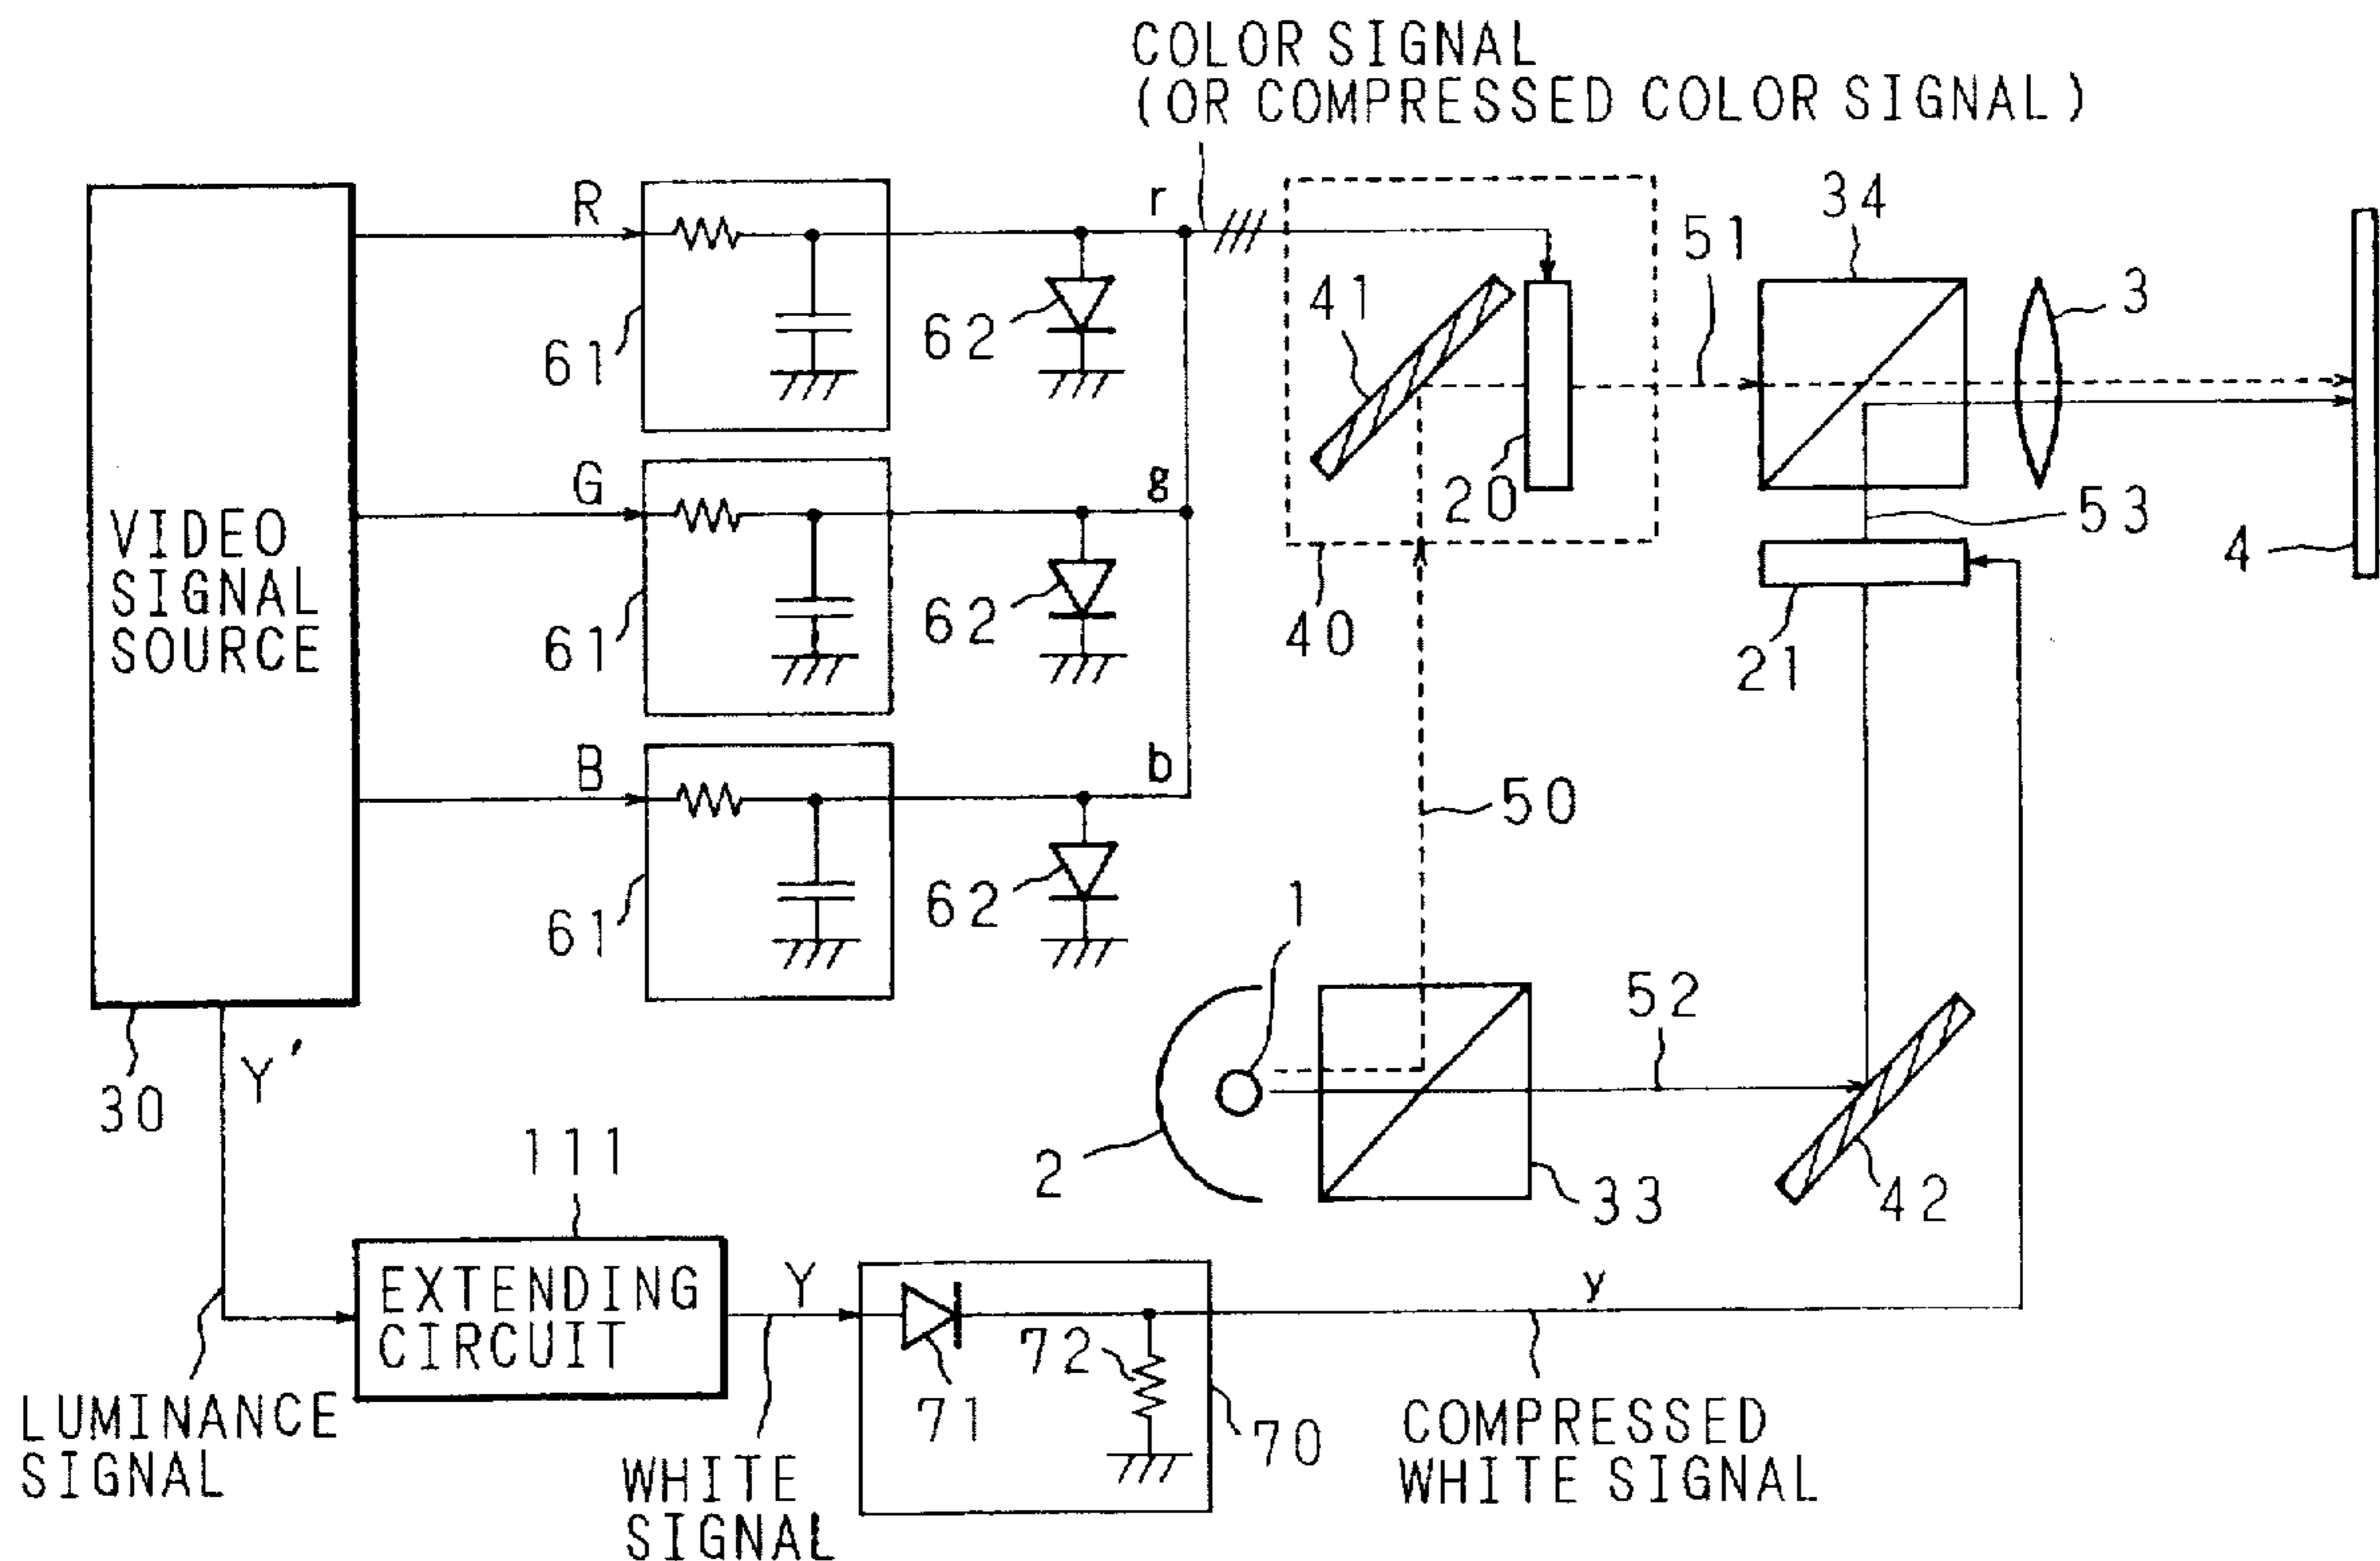 COLOR SIGNAL
(OR COMPRESSED COLOR SIGNAL)
R
r
34
51
3
41
62
61
20
G
g
53
4
VIDEO
SIGNAL
SOURCE
62
61
40
21
B
b
50
62
61
1
52
Y'
30
111
2
33
42
EXTENDING
CIRCUIT
Y
y
72
71
70
LUMINANCE
SIGNAL
WHITE
SIGNAL
COMPRESSED
WHITE SIGNAL